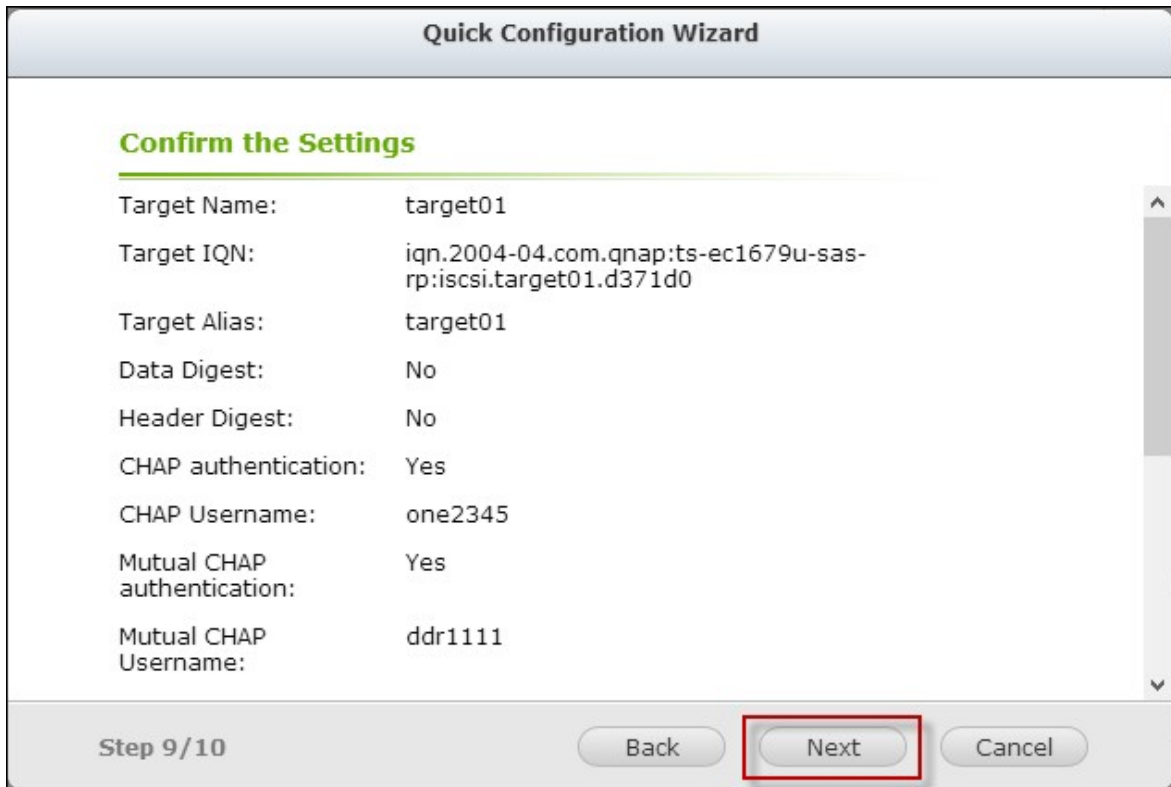 Quick Configuration Wizard
Confirm the Settings
Target Name: target01
Target IQN: iqn.2004-04.com.qnap:ts-ec1679u-sas-
rp:iscsi.target01.d371d0
Target Alias: target01
Data Digest: No
Header Digest: No
CHAP authentication: Yes
CHAP Username: one2345
Mutual CHAP Yes
authentication:
Mutual CHAP ddr1111
Username:
Step 9/10 Back Next Cancel